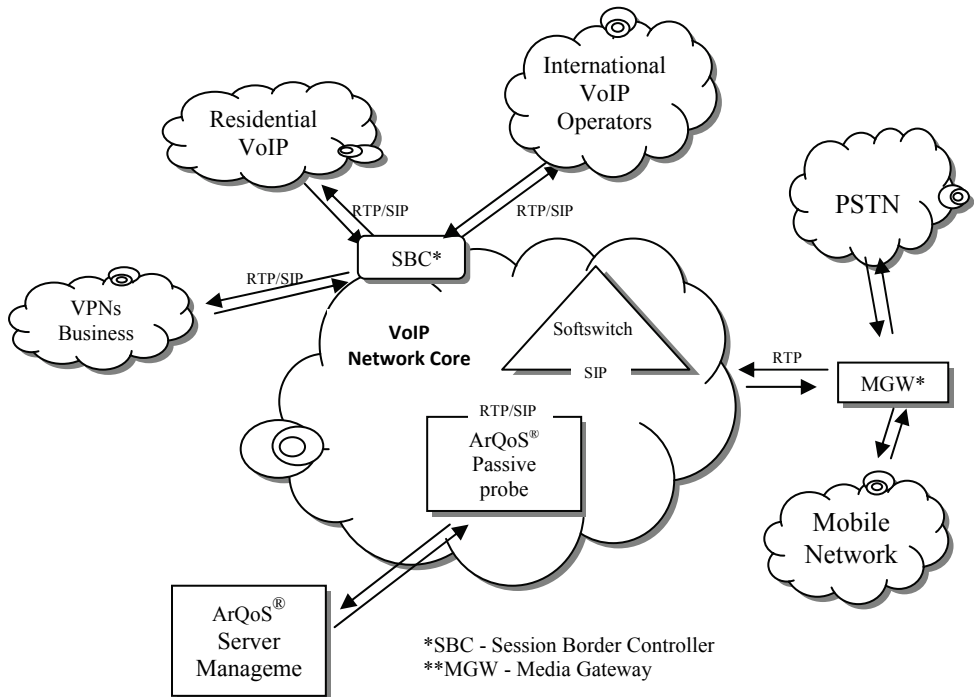 International
VoIP
Operators
Residential
VoIP
PSTN
RTP/SIP
RTP/SIP
SBC*
RTP/SIP
VPNs
Business
VoIP
Network Core
Softswitch
SIP
RTP
MGW*
RTP/SIP
ArQoS®
Passive
probe
Mobile
Network
ArQoS®
Server
Manageme
*SBC - Session Border Controller
**MGW - Media Gateway